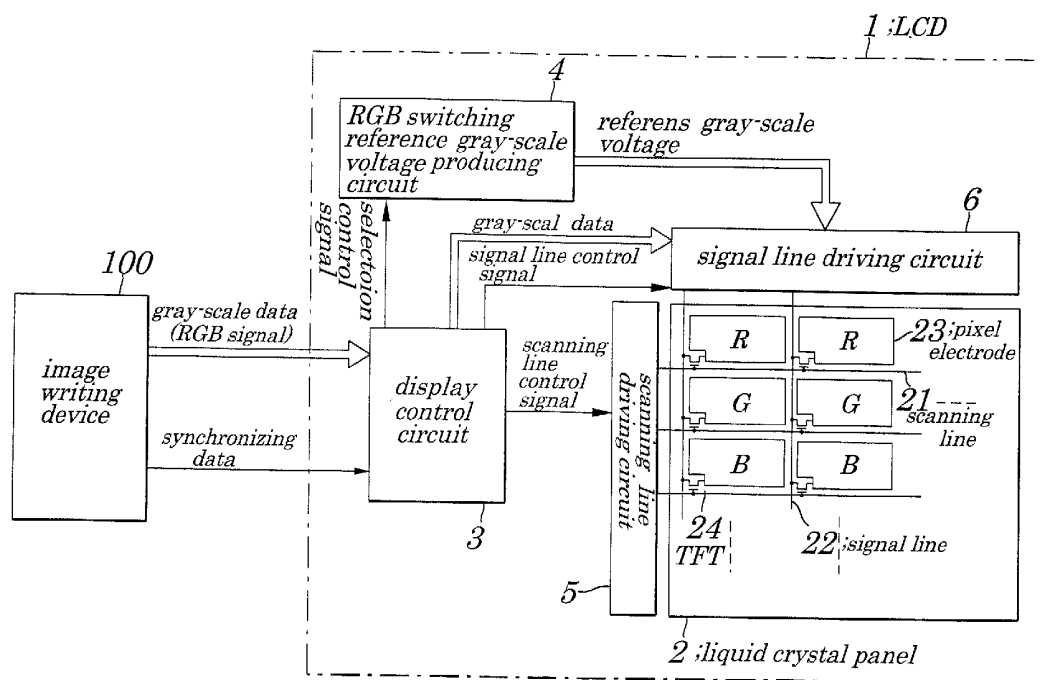 1 ;LCD
4
RGB switching
reference gray-scale
voltage producing
circuit
referens gray-scale
voltage
selectoion
control
signal
gray-scal data
signal line control
signal
6
signal line driving circuit
100
image
writing
device
gray-scale data
(RGB signal)
synchronizing
data
display
control
circuit
3
scanning
line
control
signal
scanning line
driving circuit
5
R
R
G
G
B
B
23 ;pixel
electrode
21
scanning
line
24
TFT
22 ;signal line
2 ;liquid crystal panel